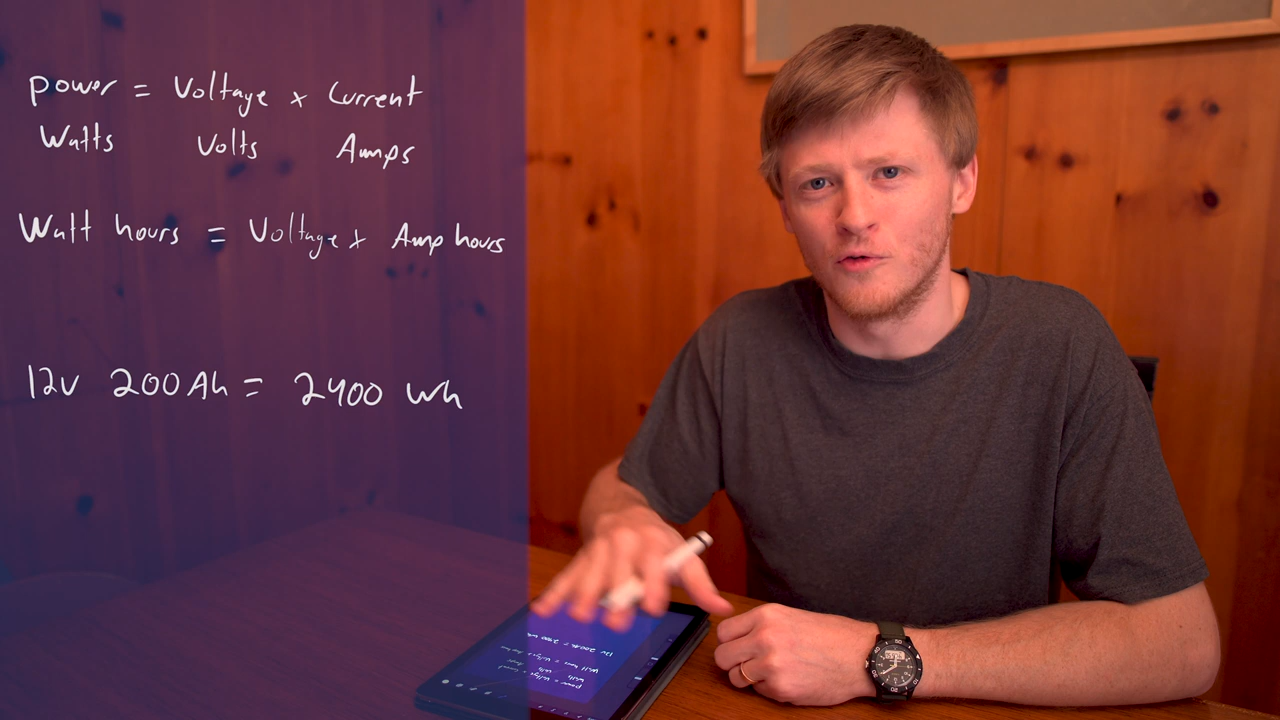 power = Voltage x Current
Watts Volts Amps
Watt hours = Voltage x Amp hours
12v 200Ah = 2400 Wh